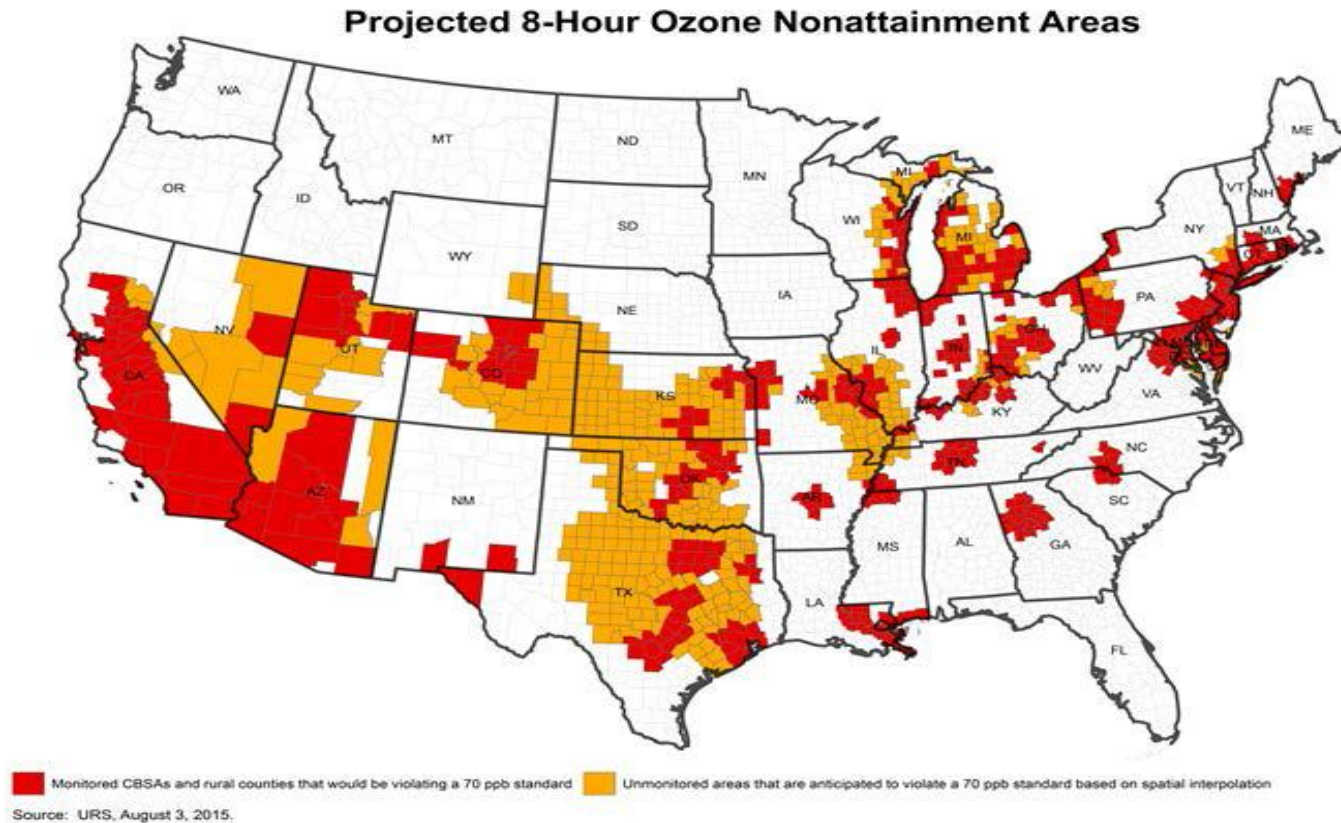 Projected 8-Hour Ozone Nonattainment Areas
WA
MT
ND
MN
ME
OR
ID
SD
WI
MI
VT
NH
NY
MA
CT
WY
MI
IA
NE
PA
NV
UT
CO
IL
IN
OH
CA
KS
MO
WV
VA
KY
AZ
NM
OK
AR
TN
NC
SC
TX
LA
MS
AL
GA
FL
Monitored CBSAs and rural counties that would be violating a 70 ppb standard
Unmonitored areas that are anticipated to violate a 70 ppb standard based on spatial interpolation
Source: URS, August 3, 2015.